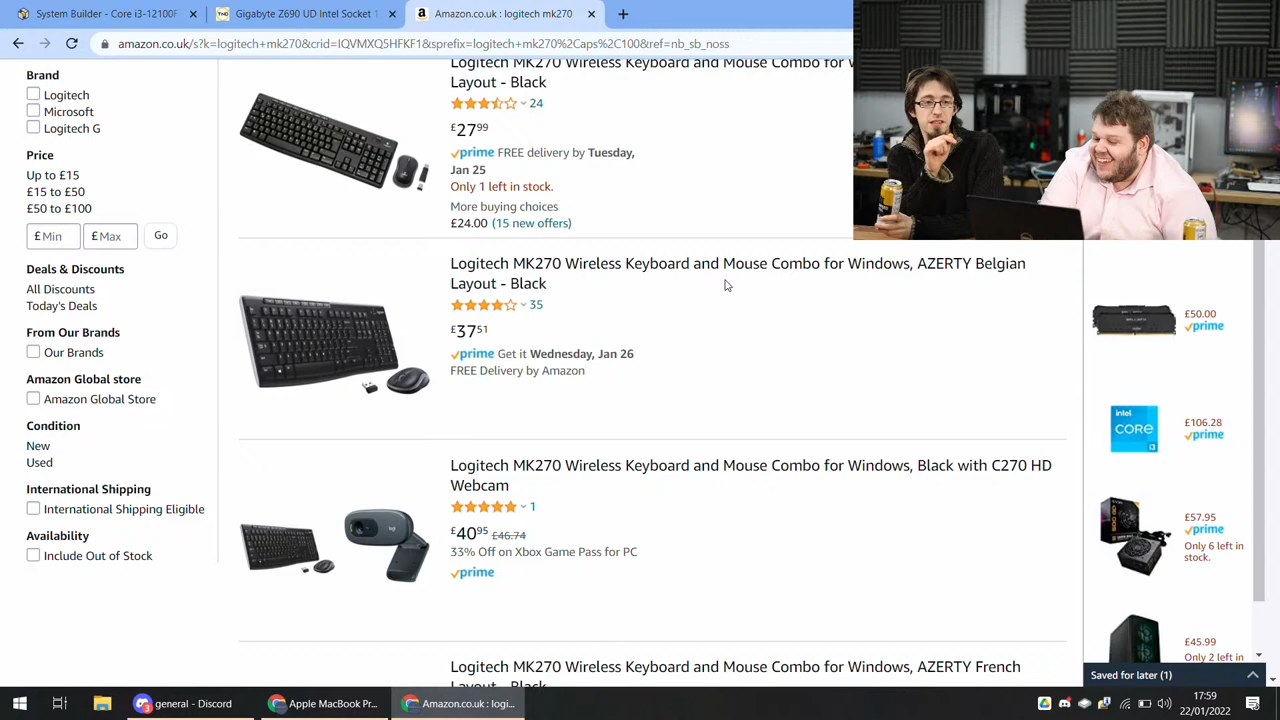 System Builder - Core i3-12100F
Gigabyte Z690 UD Intel Socket 1
Amazon.co.uk : logitech mk270
amazon.co.uk/s?k=logitech+mk270&crid=IQVMXQ5HFKF1&sprefix=logitech+mk270%2Caps%2C100&ref=nb_sb_noss
Brand
Logitech
Microsoft
Logitech G
Price
Up to £15
£15 to £50
£50 to £100
£ Min
£ Max
Go
Deals & Discounts
All Discounts
Today's Deals
From Our Brands
Our Brands
Amazon Global store
Amazon Global Store
Condition
New
Used
International Shipping
International Shipping Eligible
Availability
Include Out of Stock
Logitech MK270 Wireless Keyboard and Mouse Combo for
Layout - Black
24
£27 99
prime FREE delivery by Tuesday,
Jan 25
Only 1 left in stock.
More buying choices
£24.00 (15 new offers)
Logitech MK270 Wireless Keyboard and Mouse Combo for Windows, AZERTY Belgian
Layout - Black
35
£37 51
prime Get it Wednesday, Jan 26
FREE Delivery by Amazon
Logitech MK270 Wireless Keyboard and Mouse Combo for Windows, Black with C270 HD
Webcam
1
£40 95 £46.74
33% Off on Xbox Game Pass for PC
prime
Logitech MK270 Wireless Keyboard and Mouse Combo for Windows, AZERTY French
Layout - Black
£50.00
prime
intel
CORE
i3
£106.28
prime
£57.95
prime
Only 6 left in
stock.
£45.99
Only 2 left in
Saved for later (1)
general - Discord
Apple MacBook Pr...
Amazon.co.uk : logi...
17:59
22/01/2022